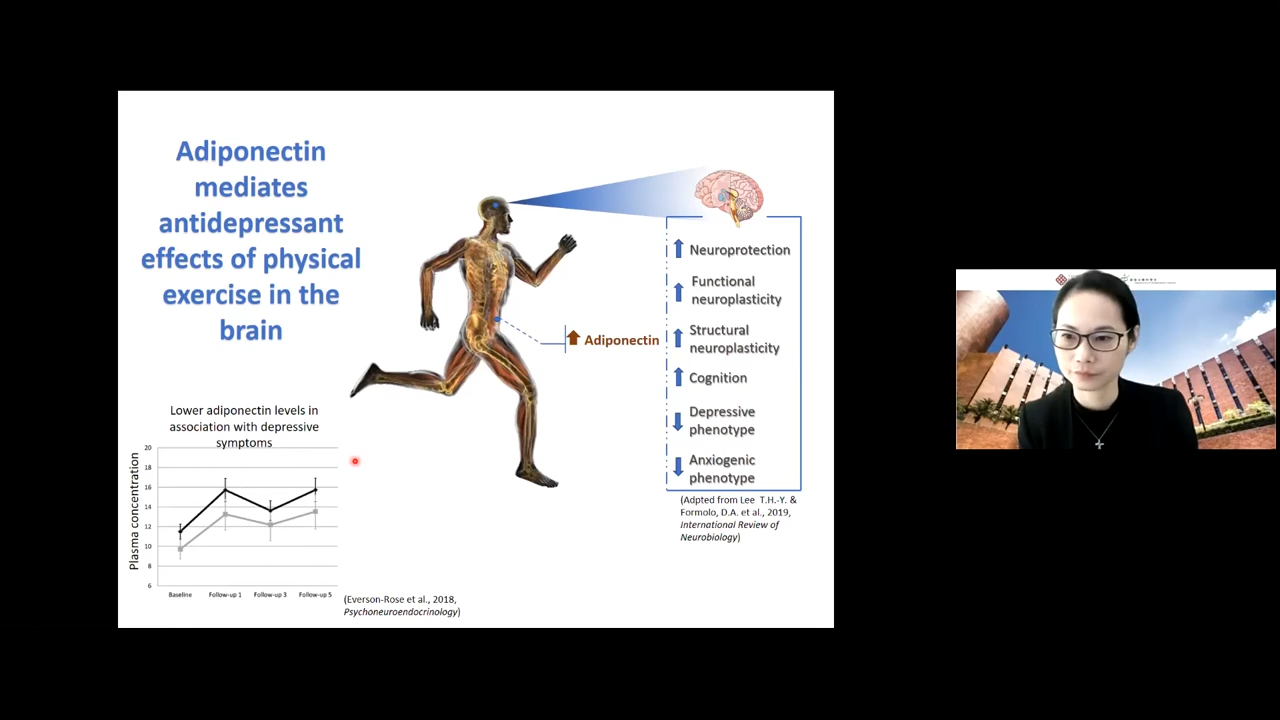 Adiponectin
mediates
antidepressant
effects of physical
exercise in the
brain
Adiponectin
Neuroprotection
Functional
neuroplasticity
Structural
neuroplasticity
Cognition
Depressive
phenotype
Anxiogenic
phenotype
(Adpted from Lee T.H.-Y. &
Formolo, D.A. et al., 2019,
International Review of
Neurobiology)
Lower adiponectin levels in
association with depressive
symptoms
Plasma concentration
20
18
16
14
12
10
8
6
Baseline
Follow-up 1
Follow-up 3
Follow-up 5
(Everson-Rose et al., 2018,
Psychoneuroendocrinology)